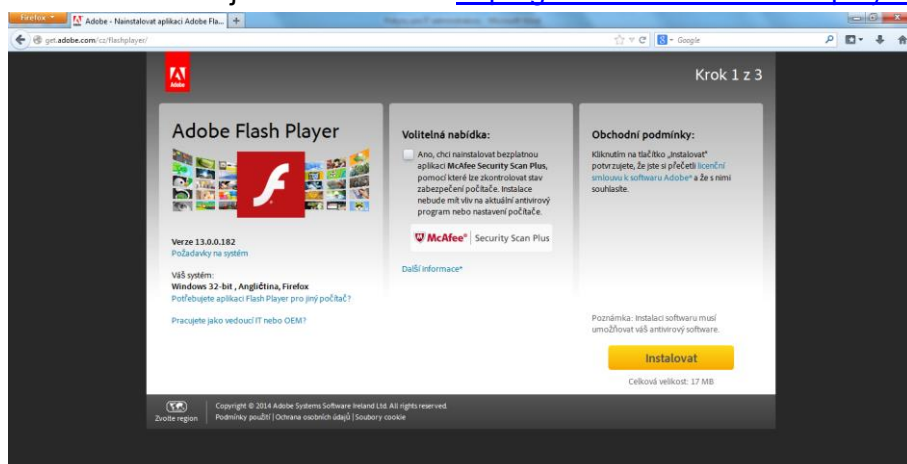 Firefox
Adobe - Nainstalovat aplikaci Adobe Fla...
get.adobe.com/cz/flashplayer/
Google
Adobe
Krok 1 z 3
Adobe Flash Player
Verze 13.0.0.182
Požadavky na systém
Váš systém:
Windows 32-bit , Angličtina, Firefox
Potřebujete aplikaci Flash Player pro jiný počítač?
Pracujete jako vedoucí IT nebo OEM?
Volitelná nabídka:
Ano, chci nainstalovat bezplatnou
aplikaci McAfee Security Scan Plus,
pomocí které lze zkontrolovat stav
zabezpečení počítače. Instalace
nebude mít vliv na aktuální antivirový
program nebo nastavení počítače.
McAfee® Security Scan Plus
Další informace
Obchodní podmínky:
Kliknutím na tlačítko „Instalovat"
potvrzujete, že jste si přečetli licenční
smlouvu k softwaru Adobe a že s nimi
souhlasíte.
Poznámka: Instalaci softwaru musí
umožňovat váš antivirový software.
Instalovat
Celková velikost: 17 MB
Zvolte region
Copyright © 2014 Adobe Systems Software Ireland Ltd. All rights reserved.
Podmínky použití | Ochrana osobních údajů | Soubory
cookie